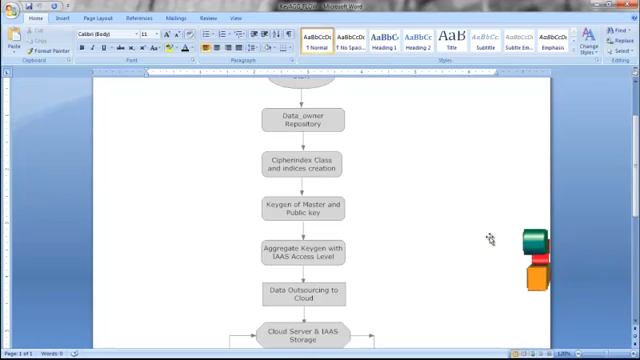 KeyAGG FLOW - Microsoft Word
Home Insert Page Layout References Mailings Review View
Paste
Cut
Copy
Format Painter
Clipboard
Calibri (Body) 11
Font
Paragraph
AaBbCcDc AaBbCcDc AaBbC AaBbCc AaB AaBbCc. AaBbCcDc AaBbCcDc
¶ Normal ¶ No Spaci... Heading 1 Heading 2 Title Subtitle Subtle Em... Emphasis
Styles
Change
Styles
Find
Replace
Select
Editing
Data_owner
Repository
Cipherindex Class
and indices creation
Keygen of Master and
Public key
Aggregate Keygen with
IAAS Access Level
Data Outsourcing to
Cloud
Cloud Server & IAAS
Storage
Page: 1 of 1 Words: 0
120%